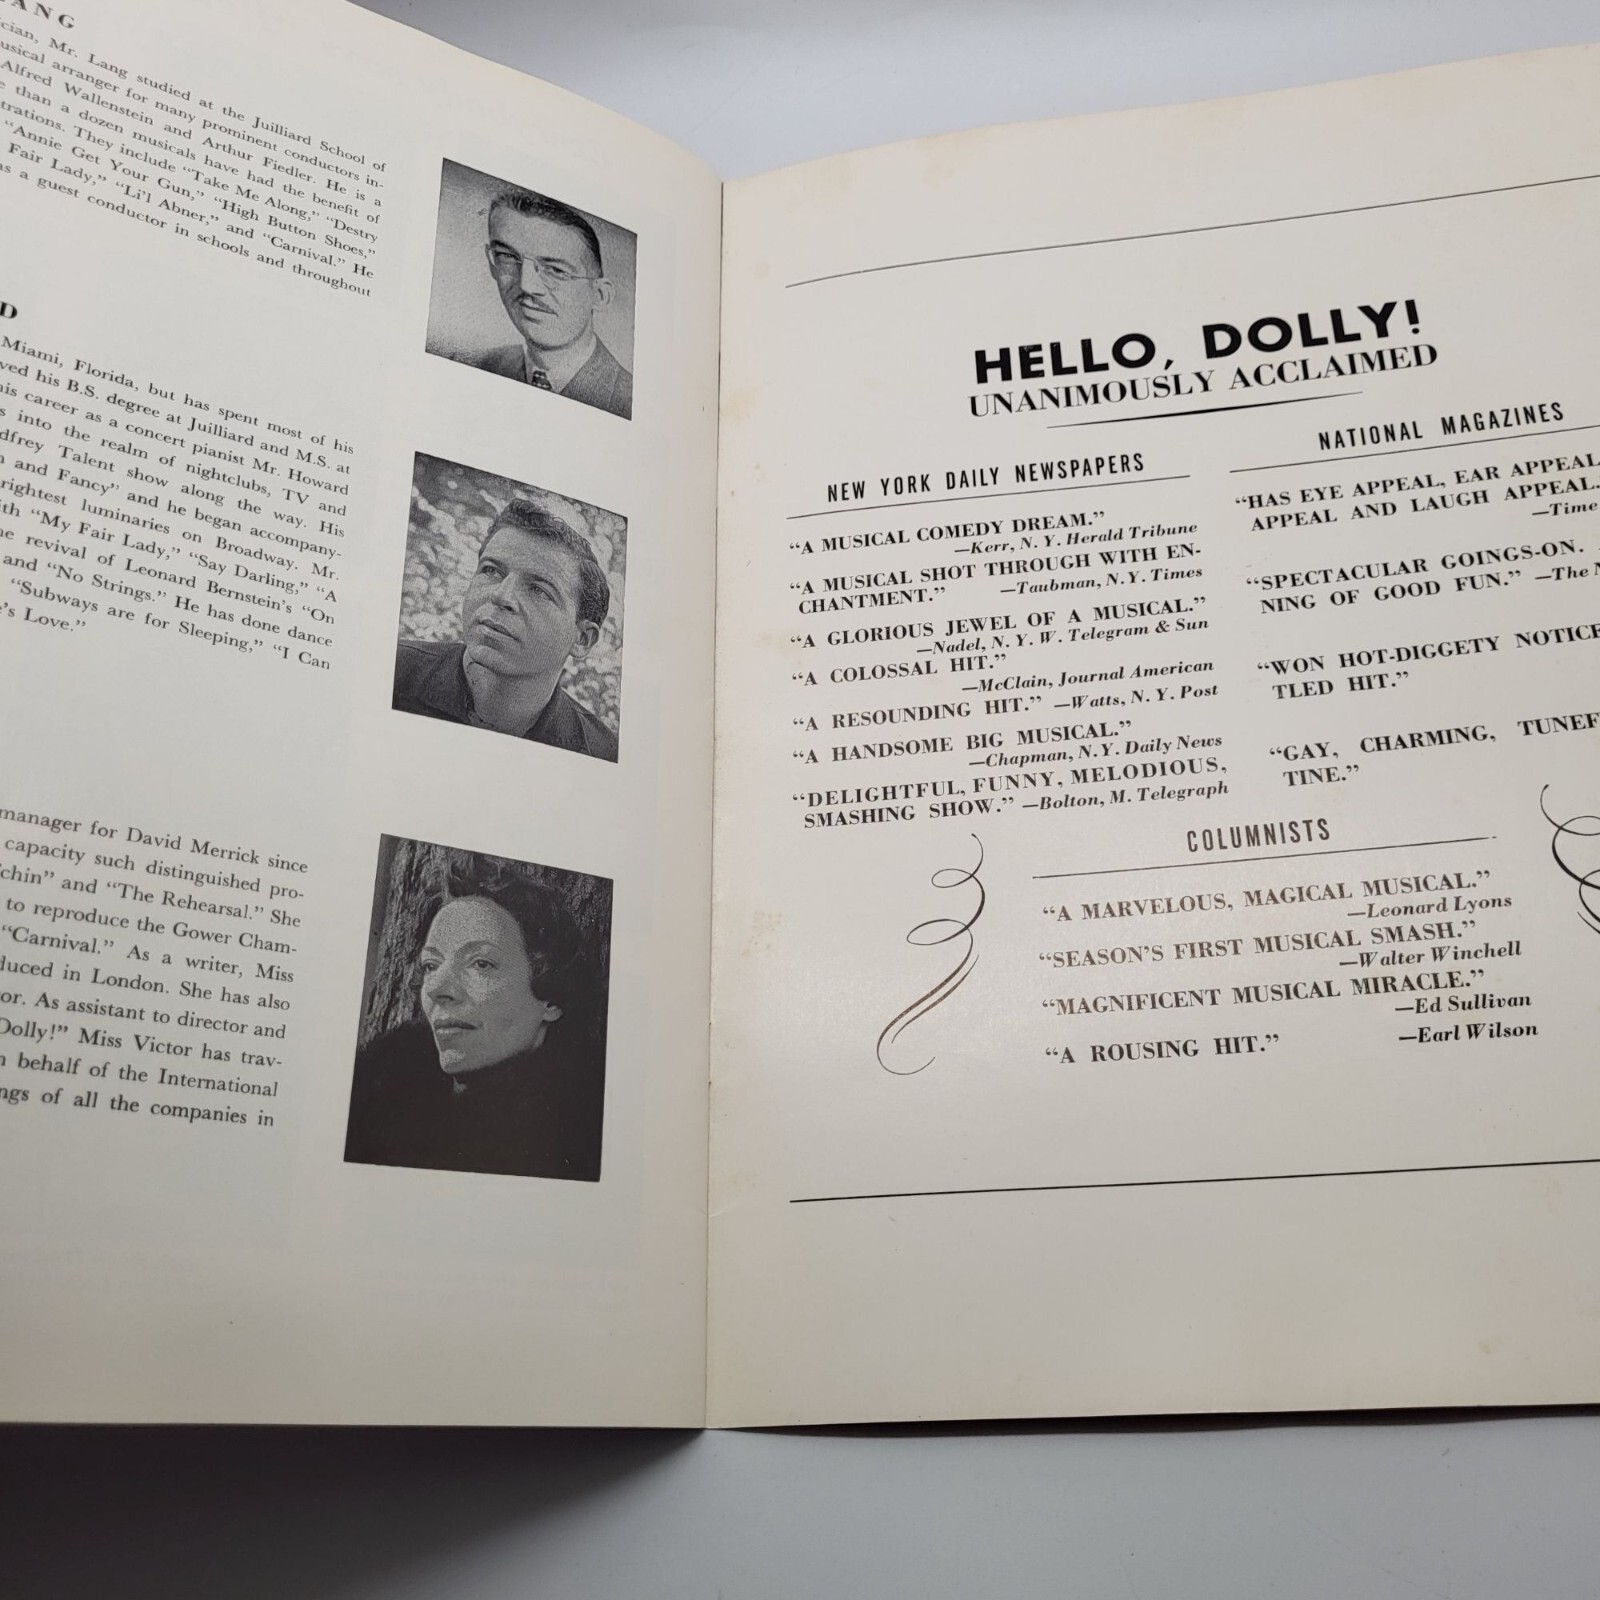 ANG
cian, Mr. Lang studied at the Juilliard School of
usical arranger for many prominent conductors in-
Alfred Wallenstein and Arthur Fiedler. He is a
than a dozen musicals have had the benefit of
trations. They include "Take Me Along," "Destry
"Annie Get Your Gun," "High Button Shoes,"
Fair Lady," "Li'l Abner," and "Carnival." He
as a guest conductor in schools and throughout
D
Miami, Florida, but has spent most of his
ved his B.S. degree at Juilliard and M.S. at
his career as a concert pianist Mr. Howard
s into the realm of nightclubs, TV and
dfrey Talent show along the way. His
n and Fancy" and he began accompany-
rightest luminaries on Broadway. Mr.
ith "My Fair Lady," "Say Darling," "A
he revival of Leonard Bernstein's "On
and "No Strings." He has done dance
"Subways are for Sleeping," "I Can
e's Love."
manager for David Merrick since
capacity such distinguished pro-
chin" and "The Rehearsal." She
to reproduce the Gower Cham-
"Carnival." As a writer, Miss
duced in London. She has also
or. As assistant to director and
Dolly!" Miss Victor has trav-
n behalf of the International
ngs of all the companies in
HELLO, DOLLY!
UNANIMOUSLY ACCLAIMED
NEW YORK DAILY NEWSPAPERS
"A MUSICAL COMEDY DREAM."
—Kerr, N. Y. Herald Tribune
"A MUSICAL SHOT THROUGH WITH EN-
CHANTMENT." —Taubman, N. Y. Times
"A GLORIOUS JEWEL OF A MUSICAL."
—Nadel, N. Y. W. Telegram & Sun
"A COLOSSAL HIT."
—McClain, Journal American
"A RESOUNDING HIT." —Watts, N. Y. Post
"A HANDSOME BIG MUSICAL."
—Chapman, N. Y. Daily News
"DELIGHTFUL, FUNNY, MELODIOUS,
SMASHING SHOW." —Bolton, M. Telegraph
NATIONAL MAGAZINES
"HAS EYE APPEAL, EAR APPEAL
APPEAL AND LAUGH APPEAL.
—Time
"SPECTACULAR GOINGS-ON.
NING OF GOOD FUN." —The N
"WON HOT-DIGGETY NOTICE
TLED HIT."
"GAY, CHARMING, TUNEF
TINE."
COLUMNISTS
"A MARVELOUS, MAGICAL MUSICAL."
—Leonard Lyons
"SEASON'S FIRST MUSICAL SMASH."
—Walter Winchell
"MAGNIFICENT MUSICAL MIRACLE."
—Ed Sullivan
"A ROUSING HIT." —Earl Wilson